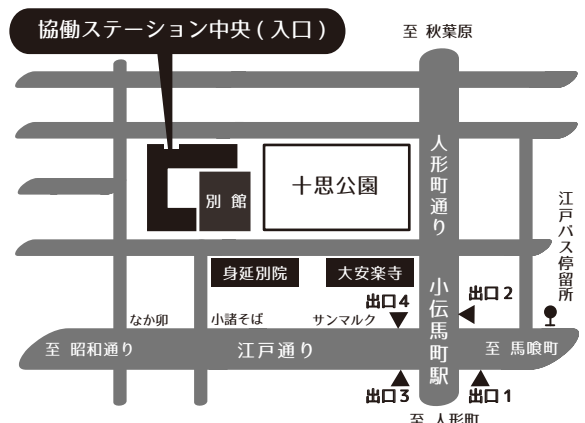 協働ステーション中央 ( 入口 )
至 秋葉原
人形町通り
別 館
十思公園
江戸バス停留所
身延別院
大安楽寺
小伝馬町駅
出口2
出口4
なか卯
小諸そば
サンマルク
至 昭和通り
江戸通り
至 馬喰町
出口3
出口1
至 人形町